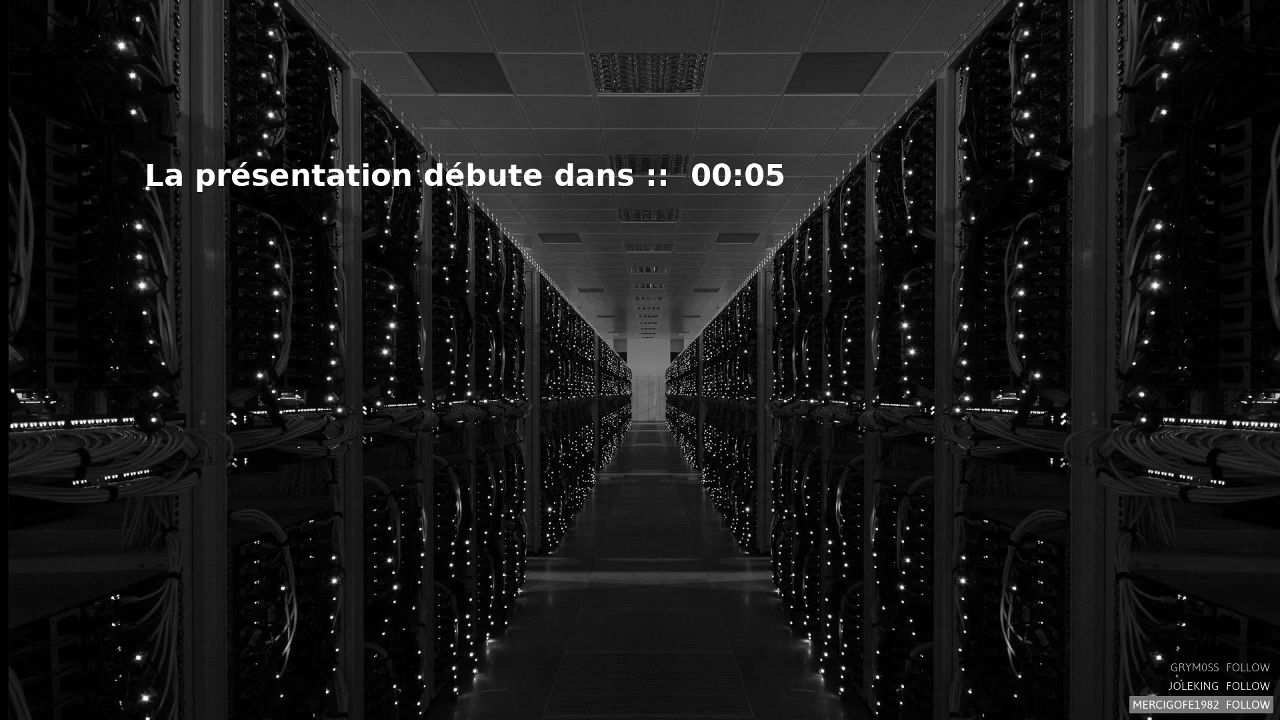 La présentation débute dans :: 00:05
GRYM0SS FOLLOW
JOLEKING FOLLOW
MERCIGOFE1982 FOLLOW